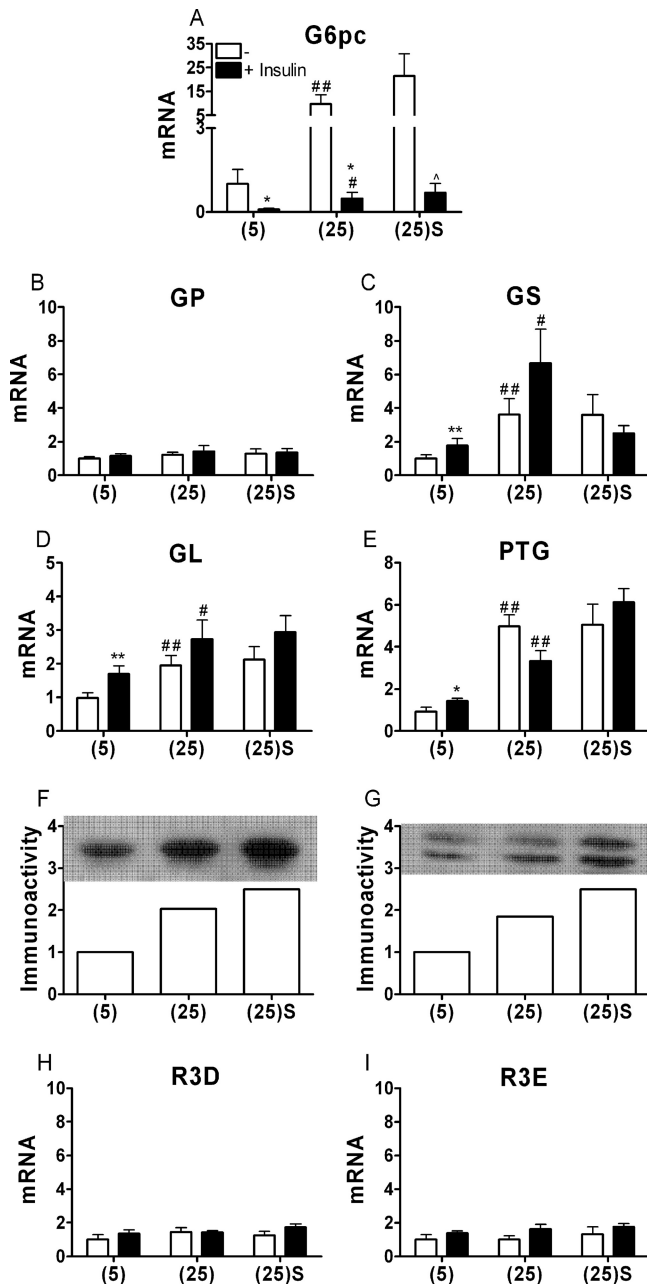 A
G6pc
35
25
15
5
3
0
mRNA
-
+ Insulin
##
*
*
#
^
(5)
(25)
(25)S
B
GP
10
8
6
4
2
0
mRNA
(5)
(25)
(25)S
C
GS
10
8
6
4
2
0
mRNA
**
##
#
(5)
(25)
(25)S
D
GL
5
4
3
2
1
0
mRNA
**
##
#
(5)
(25)
(25)S
E
PTG
8
6
4
2
0
mRNA
*
##
##
(5)
(25)
(25)S
F
4
3
2
1
0
Immunoactivity
(5)
(25)
(25)S
G
4
3
2
1
0
Immunoactivity
(5)
(25)
(25)S
H
R3D
10
8
6
4
2
0
mRNA
(5)
(25)
(25)S
I
R3E
10
8
6
4
2
0
mRNA
(5)
(25)
(25)S